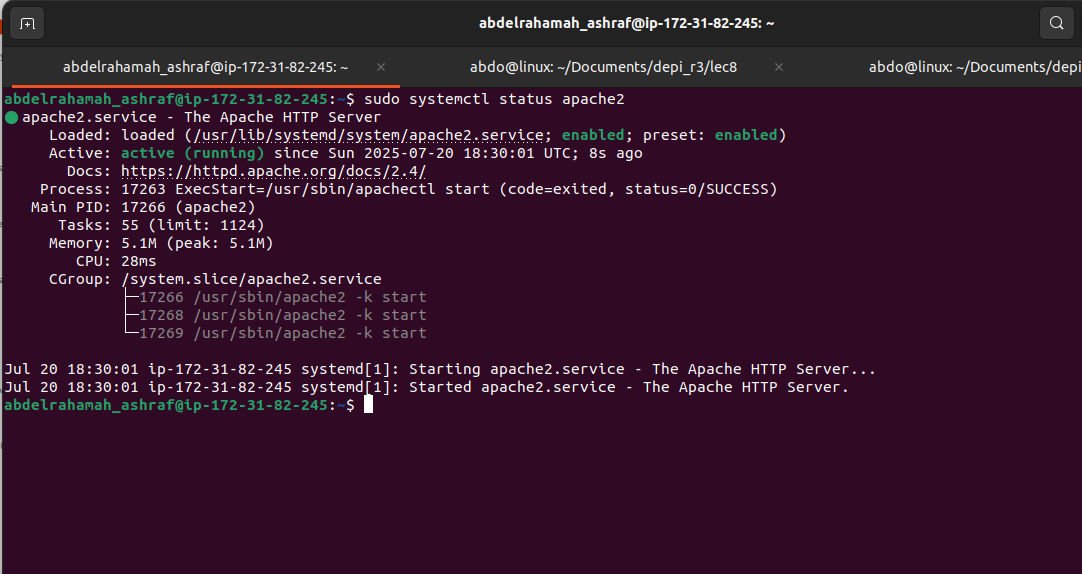 abdelrahamah_ashraf@ip-172-31-82-245: ~
abdelrahamah_ashraf@ip-172-31-82-245: ~ × abdo@linux: ~/Documents/depi_r3/lec8 × abdo@linux: ~/Documents/depi
abdelrahamah_ashraf@ip-172-31-82-245:~$ sudo systemctl status apache2
● apache2.service - The Apache HTTP Server
Loaded: loaded (/usr/lib/systemd/system/apache2.service; enabled; preset: enabled)
Active: active (running) since Sun 2025-07-20 18:30:01 UTC; 8s ago
Docs: https://httpd.apache.org/docs/2.4/
Process: 17263 ExecStart=/usr/sbin/apachectl start (code=exited, status=0/SUCCESS)
Main PID: 17266 (apache2)
Tasks: 55 (limit: 1124)
Memory: 5.1M (peak: 5.1M)
CPU: 28ms
CGroup: /system.slice/apache2.service
├─17266 /usr/sbin/apache2 -k start
├─17268 /usr/sbin/apache2 -k start
└─17269 /usr/sbin/apache2 -k start
Jul 20 18:30:01 ip-172-31-82-245 systemd[1]: Starting apache2.service - The Apache HTTP Server...
Jul 20 18:30:01 ip-172-31-82-245 systemd[1]: Started apache2.service - The Apache HTTP Server.
abdelrahamah_ashraf@ip-172-31-82-245:~$